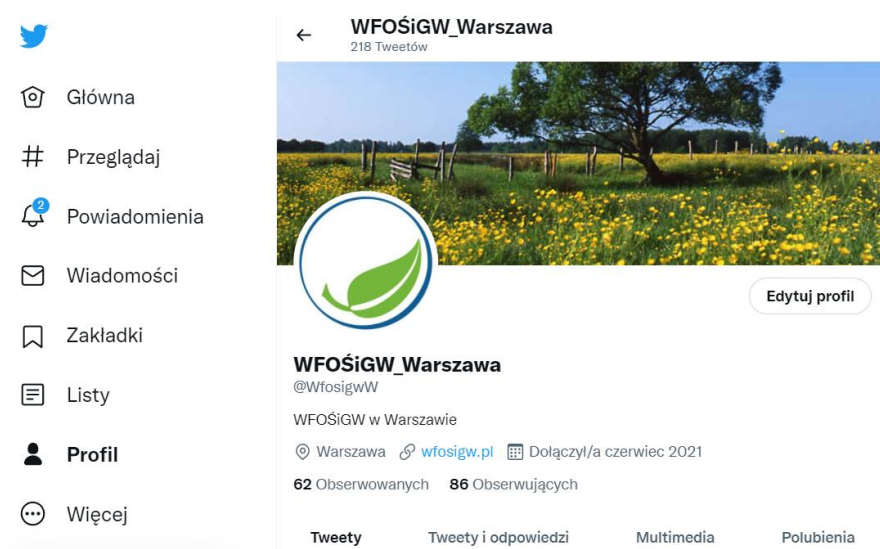 WFOŚiGW_Warszawa
218 Tweetów
Główna
Przeglądaj
2
Powiadomienia
Wiadomości
Zakładki
Listy
Profil
Więcej
Edytuj profil
WFOŚiGW_Warszawa
@WfosigwW
WFOŚiGW w Warszawie
Warszawa wfosigw.pl Dołączył/a czerwiec 2021
62 Obserwowanych 86 Obserwujących
Tweety Tweety i odpowiedzi Multimedia Polubienia